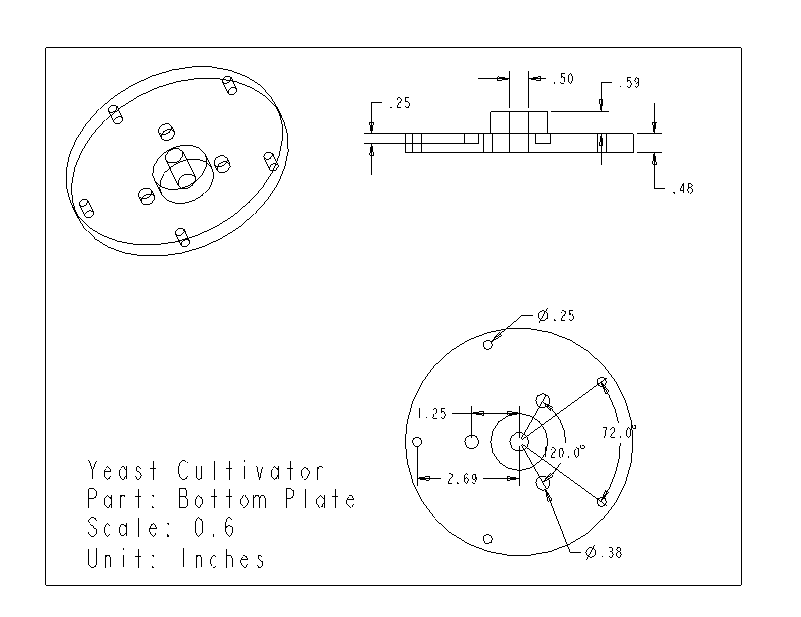 .50
.59
.25
.48
Ø.25
1.25
72.0°
120.0°
2.69
Ø.38
Yeast Cultivator
Part: Bottom Plate
Scale: 0.6
Unit: Inches